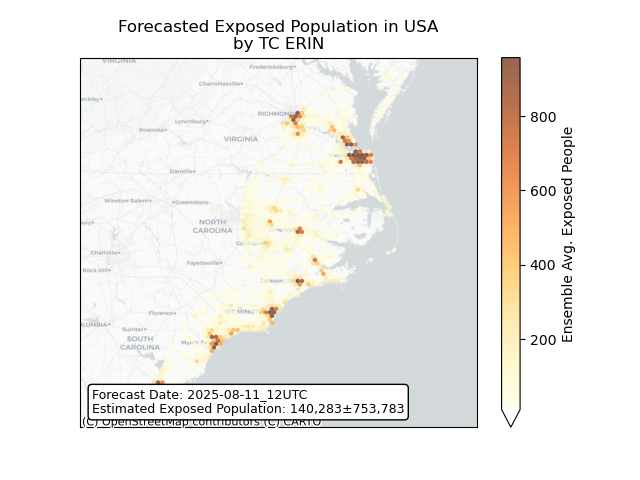 Forecasted Exposed Population in USA
by TC ERIN
VIRGINIA
Fredericksburg
Charlottesville
RICHMOND
Lynchburg
Roanoke
VIRGINIA
Danville
Winston-Salem
Greensboro
NORTH
CAROLINA
Charlotte
Fayetteville
Rock Hill
Florence
WILMINGTON
Sumter
SOUTH
CAROLINA
Forecast Date: 2025-08-11_12UTC
Estimated Exposed Population: 140,283±753,783
(C) OpenStreetMap contributors (C) CARTO
800
600
400
200
Ensemble Avg. Exposed People